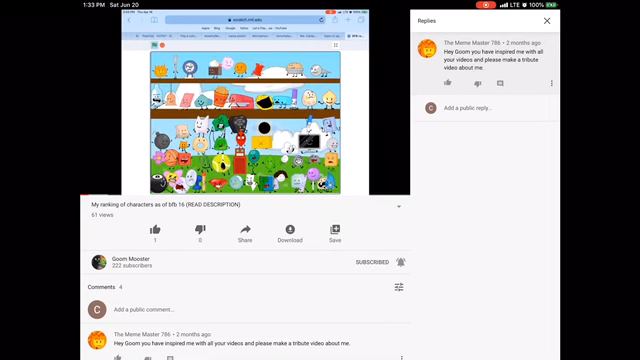 1:33 PM Sat Jun 20
LTE 100%
scratch.mit.edu
My ranking of characters as of bfb 16 (READ DESCRIPTION)
61 views
1
0
Share
Download
Save
Goom Mooster
222 subscribers
SUBSCRIBED
Comments 4
C
Add a public comment...
The Meme Master 786 • 2 months ago
Hey Goom you have inspired me with all your videos and please make a tribute video about me.
Replies
The Meme Master 786 • 2 months ago
Hey Goom you have inspired me with all
your videos and please make a tribute
video about me.
C
Add a public reply...